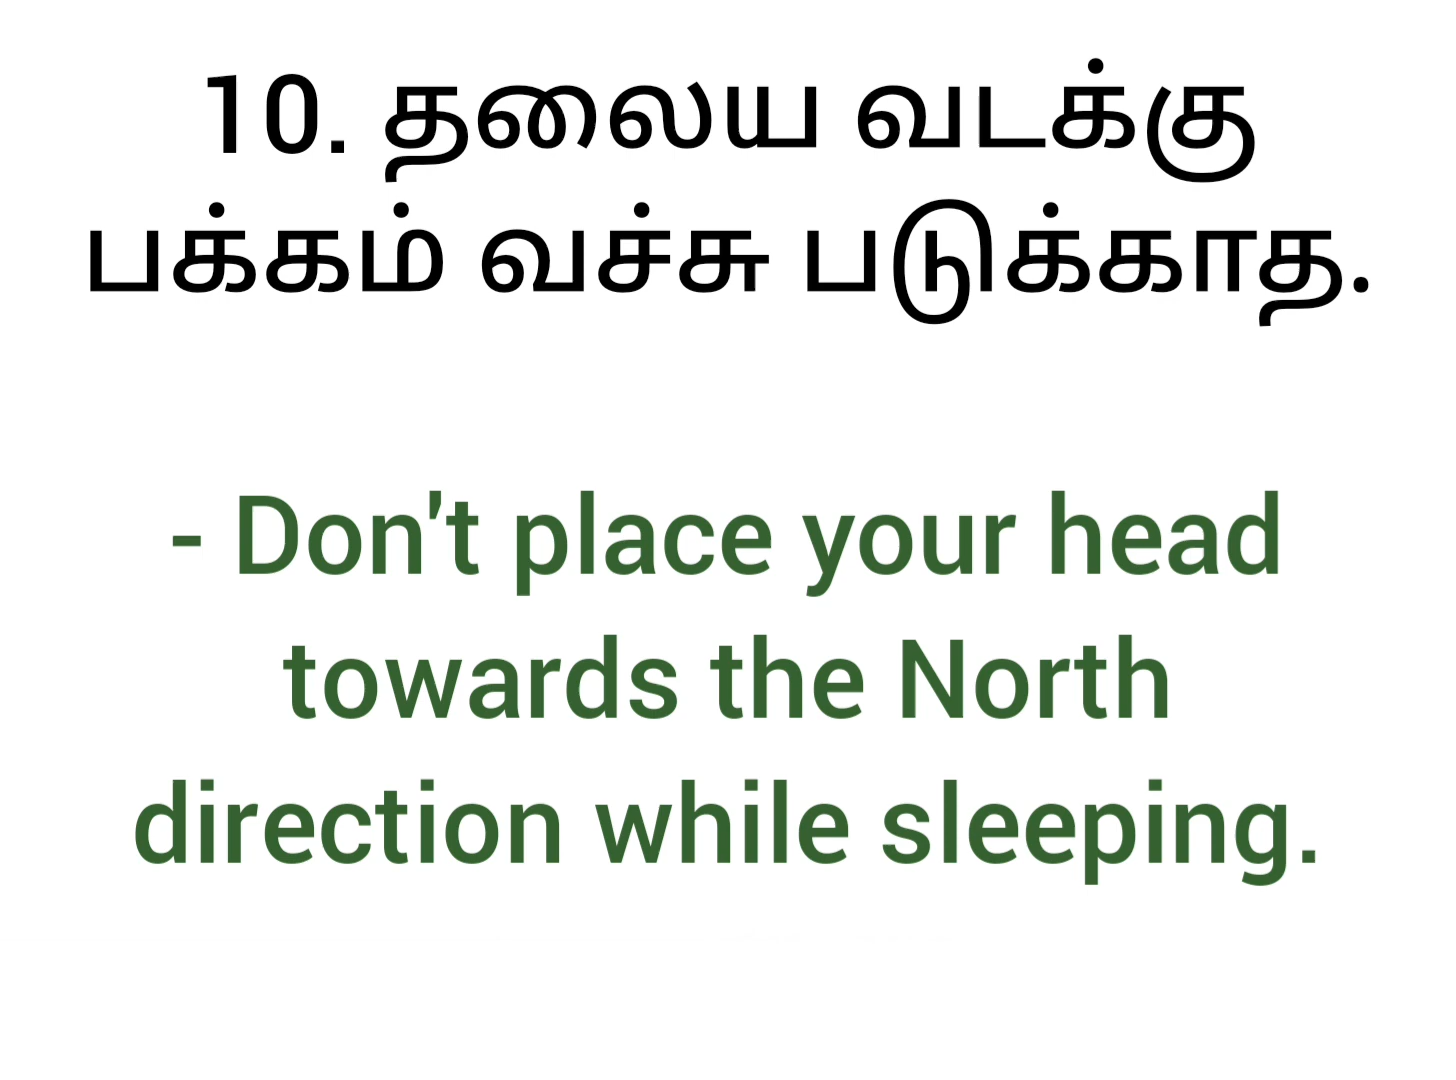 10. தலைய வடக்கு
பக்கம் வச்சு படுக்காத.
- Don't place your head
towards the North
direction while sleeping.